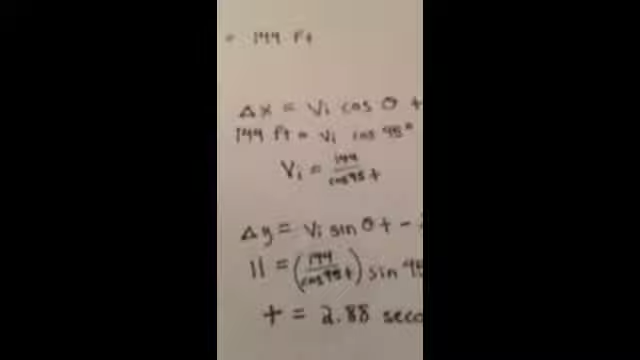 = 144 Ft
Δx = Vi cos θ t
144 Ft = Vi cos 45°
Vi = 144 / cos45 t
Δy = Vi sin θ t -
11 = (144 / cos45 t) sin 45
t = 2.88 seco